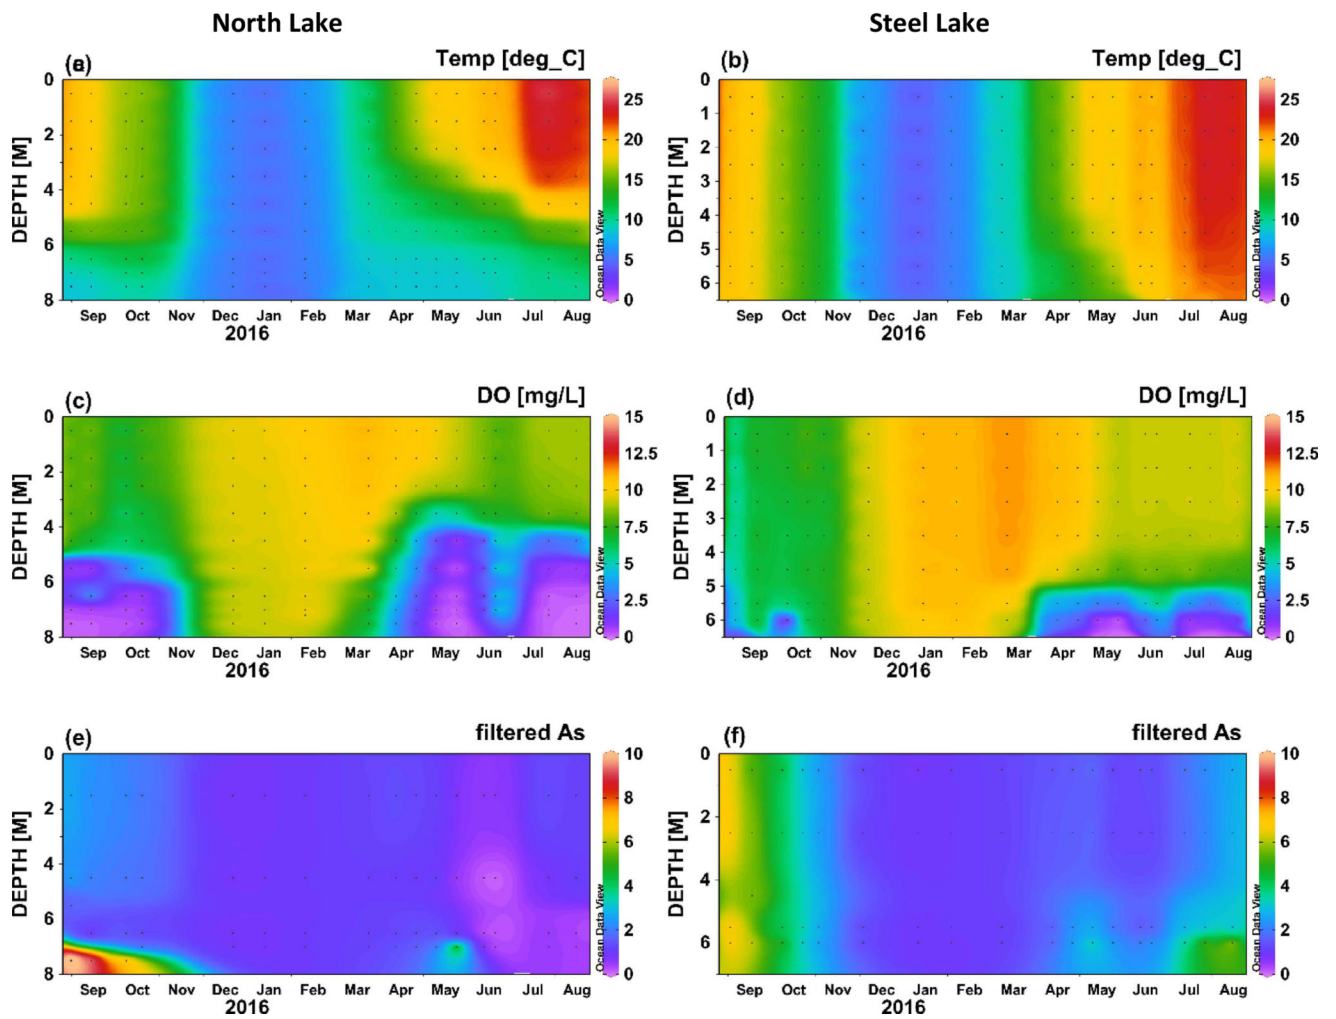 North Lake
Steel Lake
Temp [deg_C]
DEPTH [M]
0
2
4
6
8
Sep Oct Nov Dec Jan Feb Mar Apr May Jun Jul Aug
2016
25
20
15
10
5
0
Ocean Data View
(b) Temp [deg_C]
DEPTH [M]
0
1
2
3
4
5
6
Sep Oct Nov Dec Jan Feb Mar Apr May Jun Jul Aug
2016
25
20
15
10
5
0
Ocean Data View
(c) DO [mg/L]
DEPTH [M]
0
2
4
6
8
Sep Oct Nov Dec Jan Feb Mar Apr May Jun Jul Aug
2016
15
12.5
10
7.5
5
2.5
0
Ocean Data View
(d) DO [mg/L]
DEPTH [M]
0
1
2
3
4
5
6
Sep Oct Nov Dec Jan Feb Mar Apr May Jun Jul Aug
2016
15
12.5
10
7.5
5
2.5
0
Ocean Data View
(e) filtered As
DEPTH [M]
0
2
4
6
8
Sep Oct Nov Dec Jan Feb Mar Apr May Jun Jul Aug
2016
10
8
6
4
2
0
Ocean Data View
(f) filtered As
DEPTH [M]
0
2
4
6
Sep Oct Nov Dec Jan Feb Mar Apr May Jun Jul Aug
2016
10
8
6
4
2
0
Ocean Data View